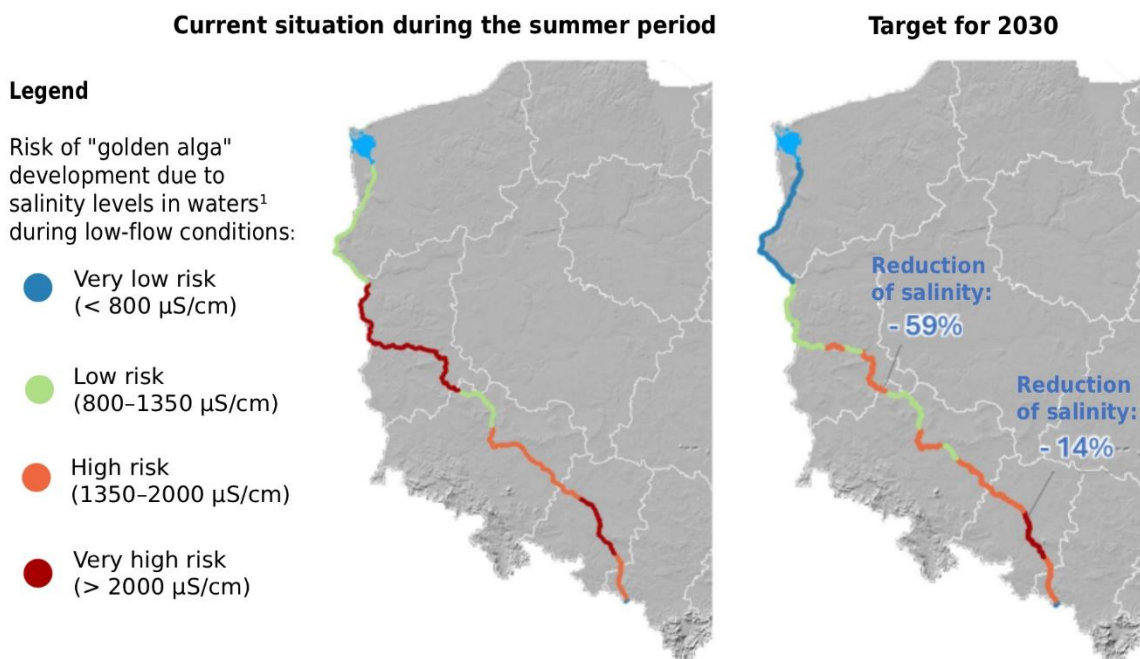 Current situation during the summer period
Target for 2030
Legend
Risk of "golden alga"
development due to
salinity levels in waters¹
during low-flow conditions:
Very low risk
(< 800 µS/cm)
Low risk
(800–1350 µS/cm)
High risk
(1350–2000 µS/cm)
Very high risk
(> 2000 µS/cm)
Reduction
of salinity:
- 59%
Reduction
of salinity:
- 14%